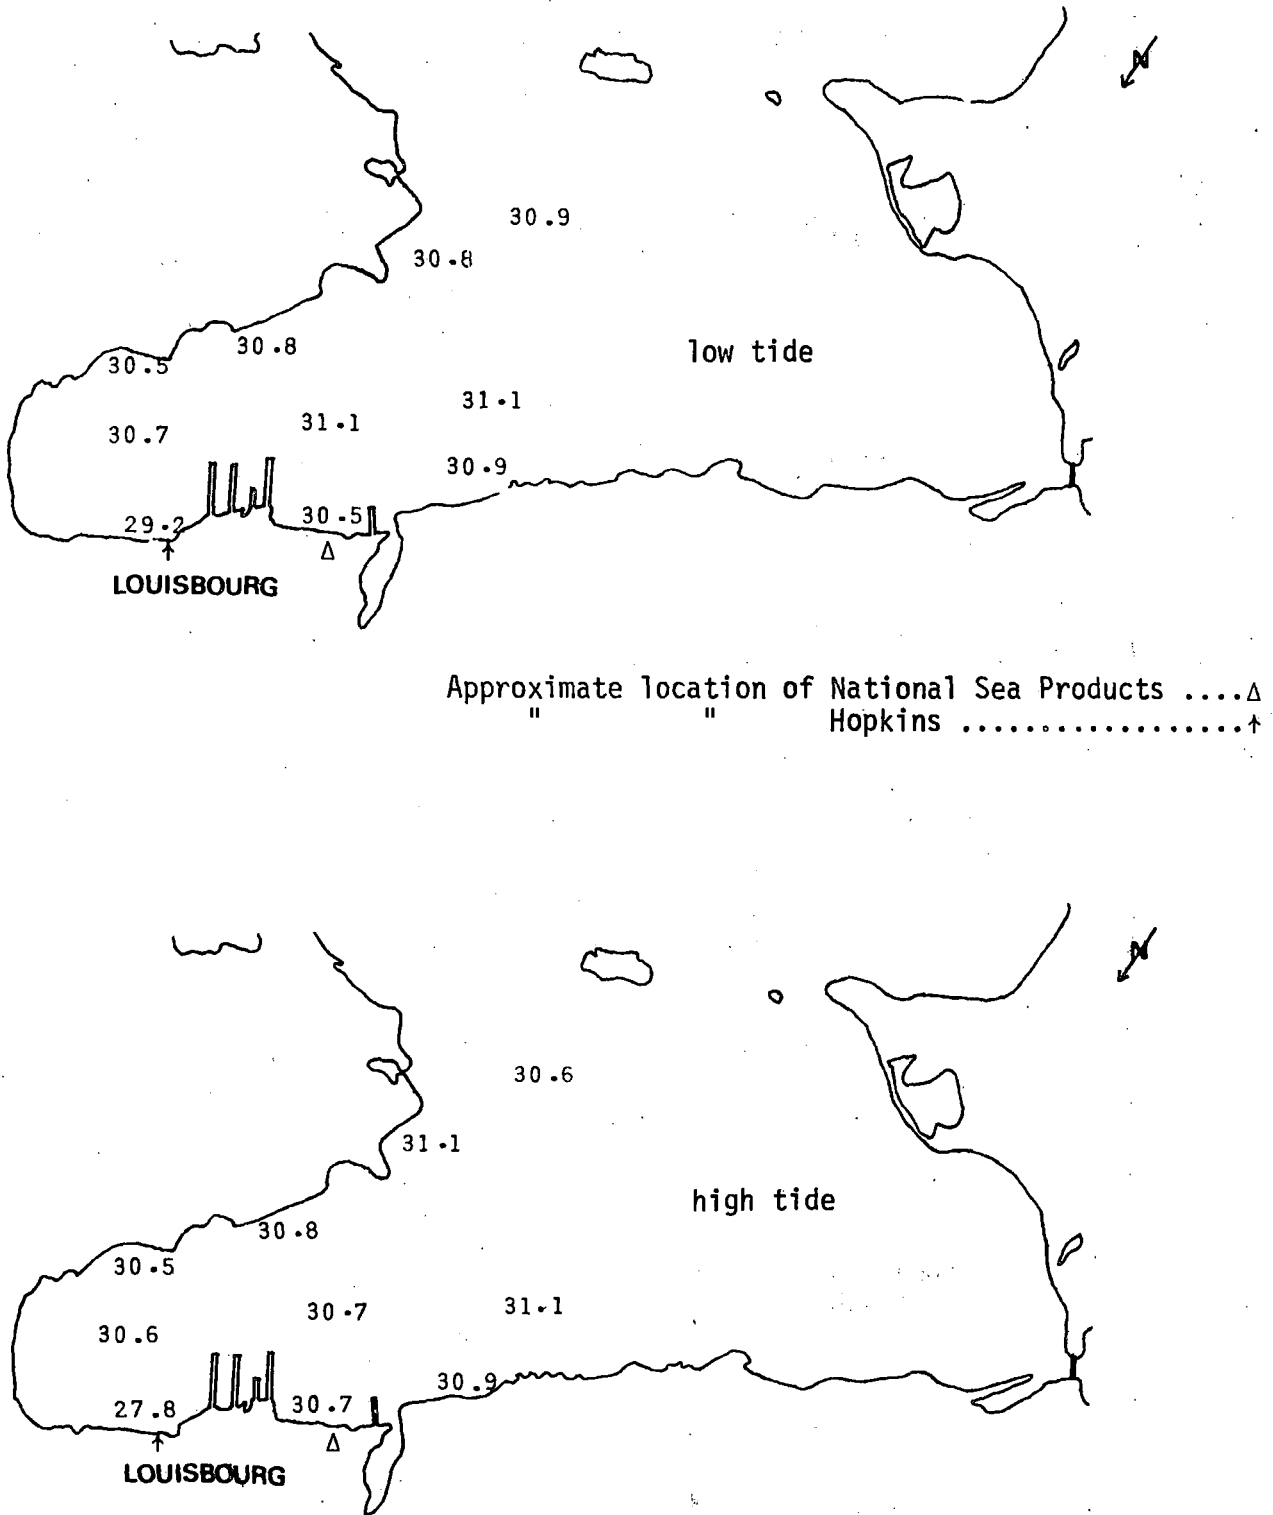 N
30.9
30.8
30.8
30.5
low tide
31.1
31.1
30.7
30.9
30.5
29.2
↑ Δ
LOUISBOURG
Approximate location of National Sea Products ....Δ
" " Hopkins ..................↑
N
30.6
31.1
high tide
30.8
30.5
31.1
30.7
30.6
30.9
30.7
27.8
↑ Δ
LOUISBOURG